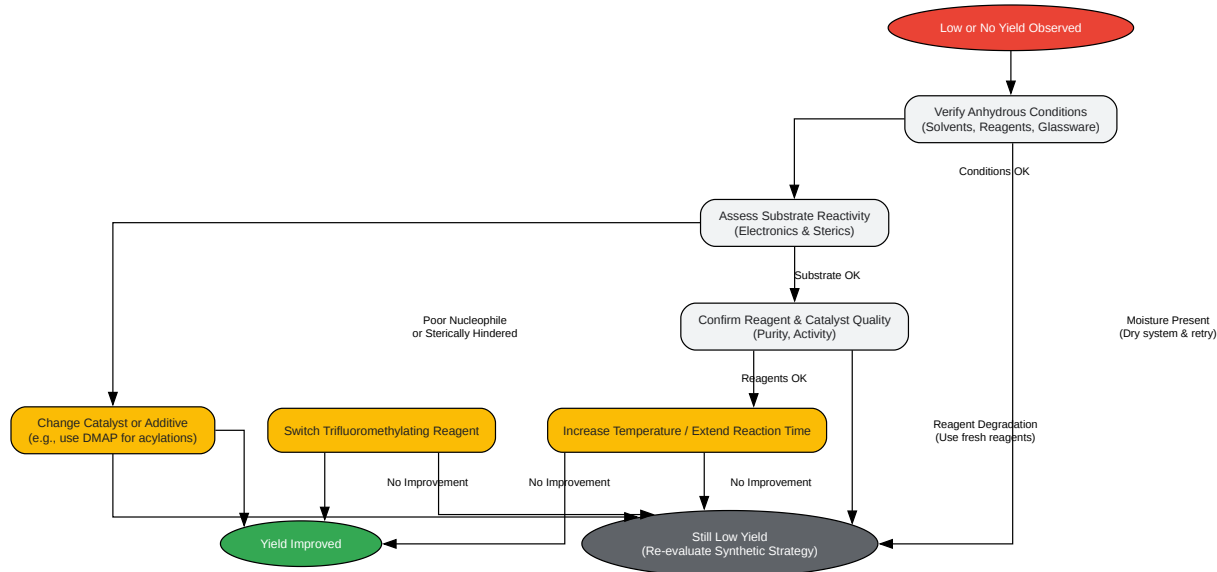 Low or No Yield Observed
Verify Anhydrous Conditions
(Solvents, Reagents, Glassware)
Conditions OK
Assess Substrate Reactivity
(Electronics & Sterics)
Substrate OK
Poor Nucleophile
or Sterically Hindered
Confirm Reagent & Catalyst Quality
(Purity, Activity)
Moisture Present
(Dry system & retry)
Reagents OK
Change Catalyst or Additive
(e.g., use DMAP for acylations)
Switch Trifluoromethylating Reagent
Increase Temperature / Extend Reaction Time
Reagent Degradation
(Use fresh reagents)
No Improvement
No Improvement
No Improvement
Yield Improved
Still Low Yield
(Re-evaluate Synthetic Strategy)